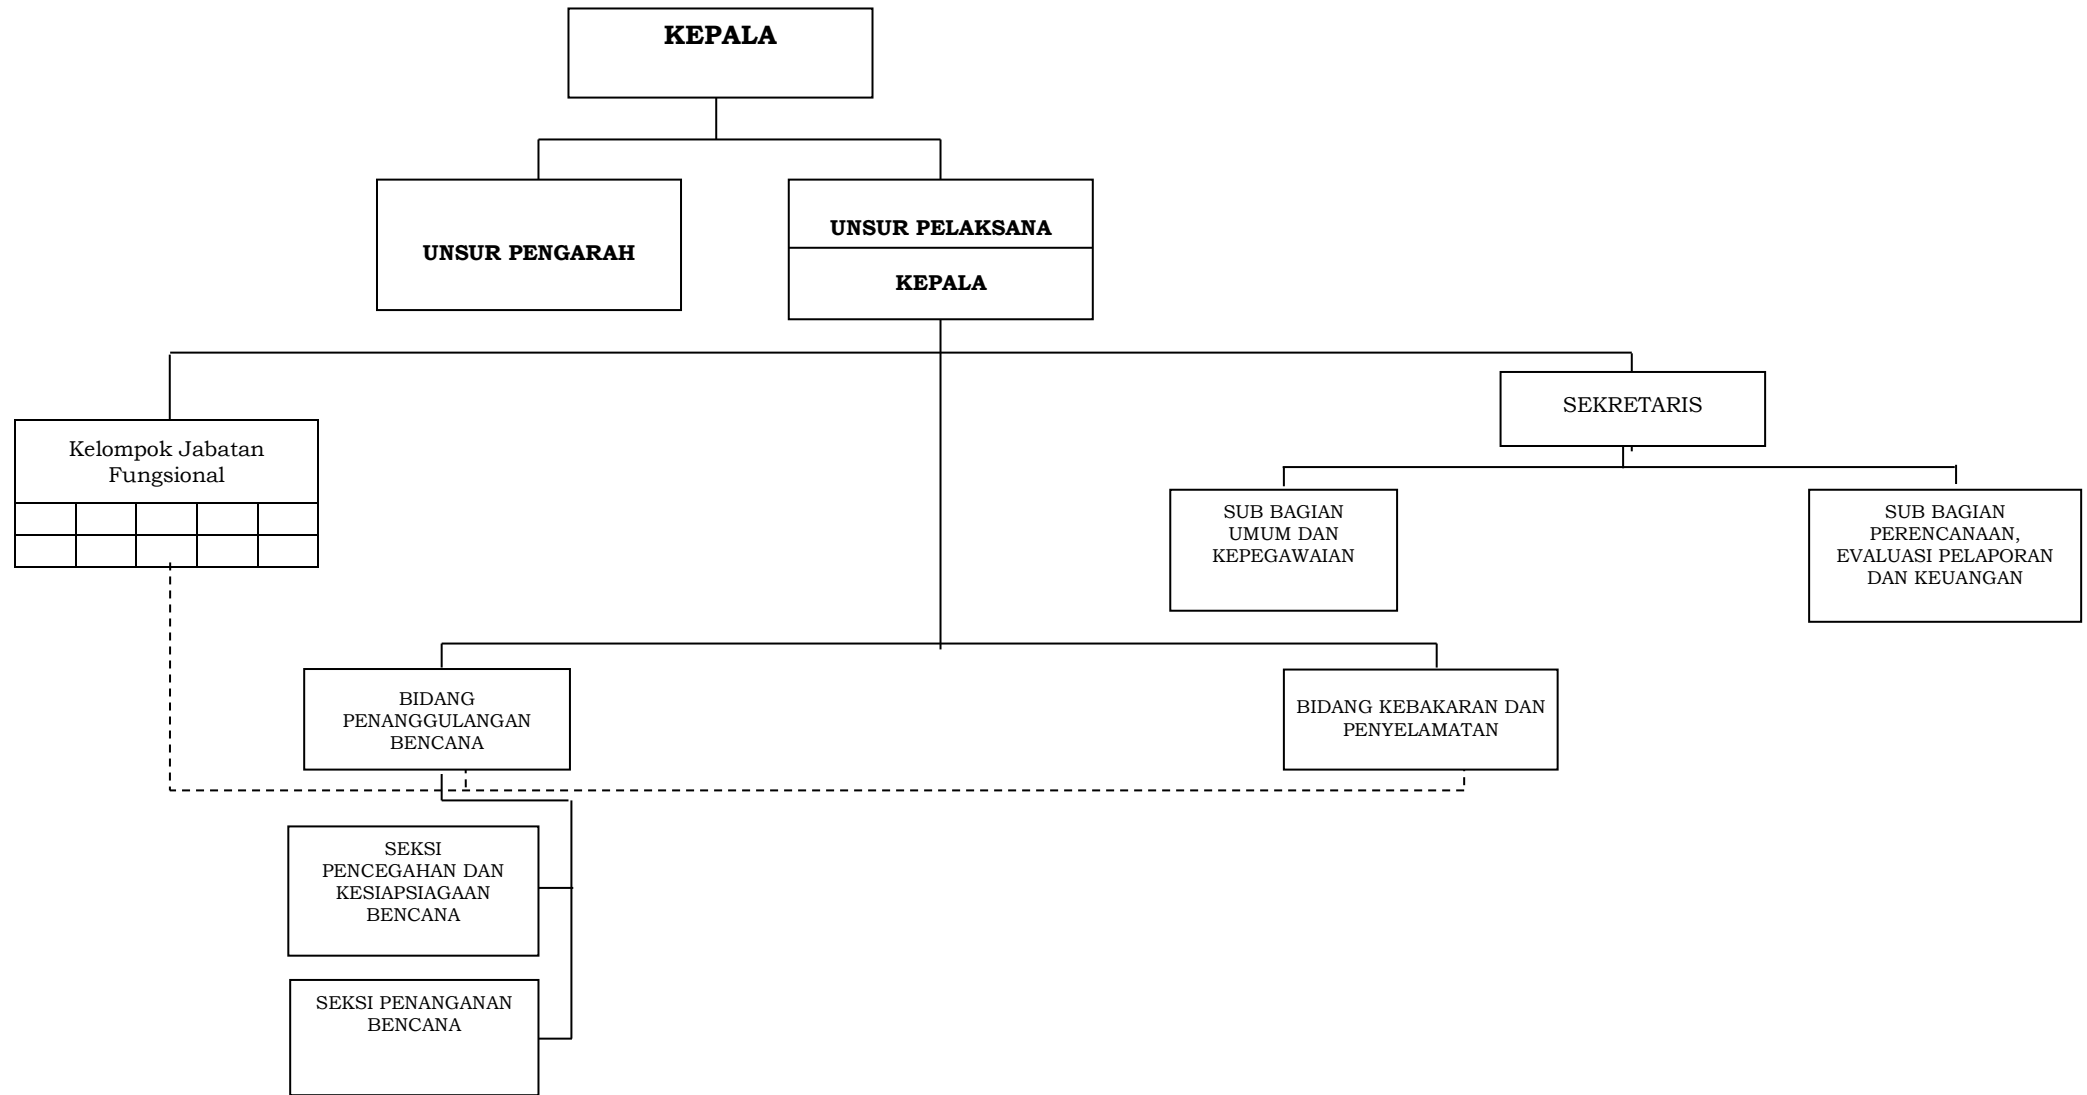 KEPALA
UNSUR PENGARAH
UNSUR PELAKSANA
KEPALA
SEKRETARIS
Kelompok Jabatan
Fungsional
SUB BAGIAN
UMUM DAN
KEPEGAWAIAN
SUB BAGIAN
PERENCANAAN,
EVALUASI PELAPORAN
DAN KEUANGAN
BIDANG
PENANGGULANGAN
BENCANA
BIDANG KEBAKARAN DAN
PENYELAMATAN
SEKSI
PENCEGAHAN DAN
KESIAPSIAGAAN
BENCANA
SEKSI PENANGANAN
BENCANA